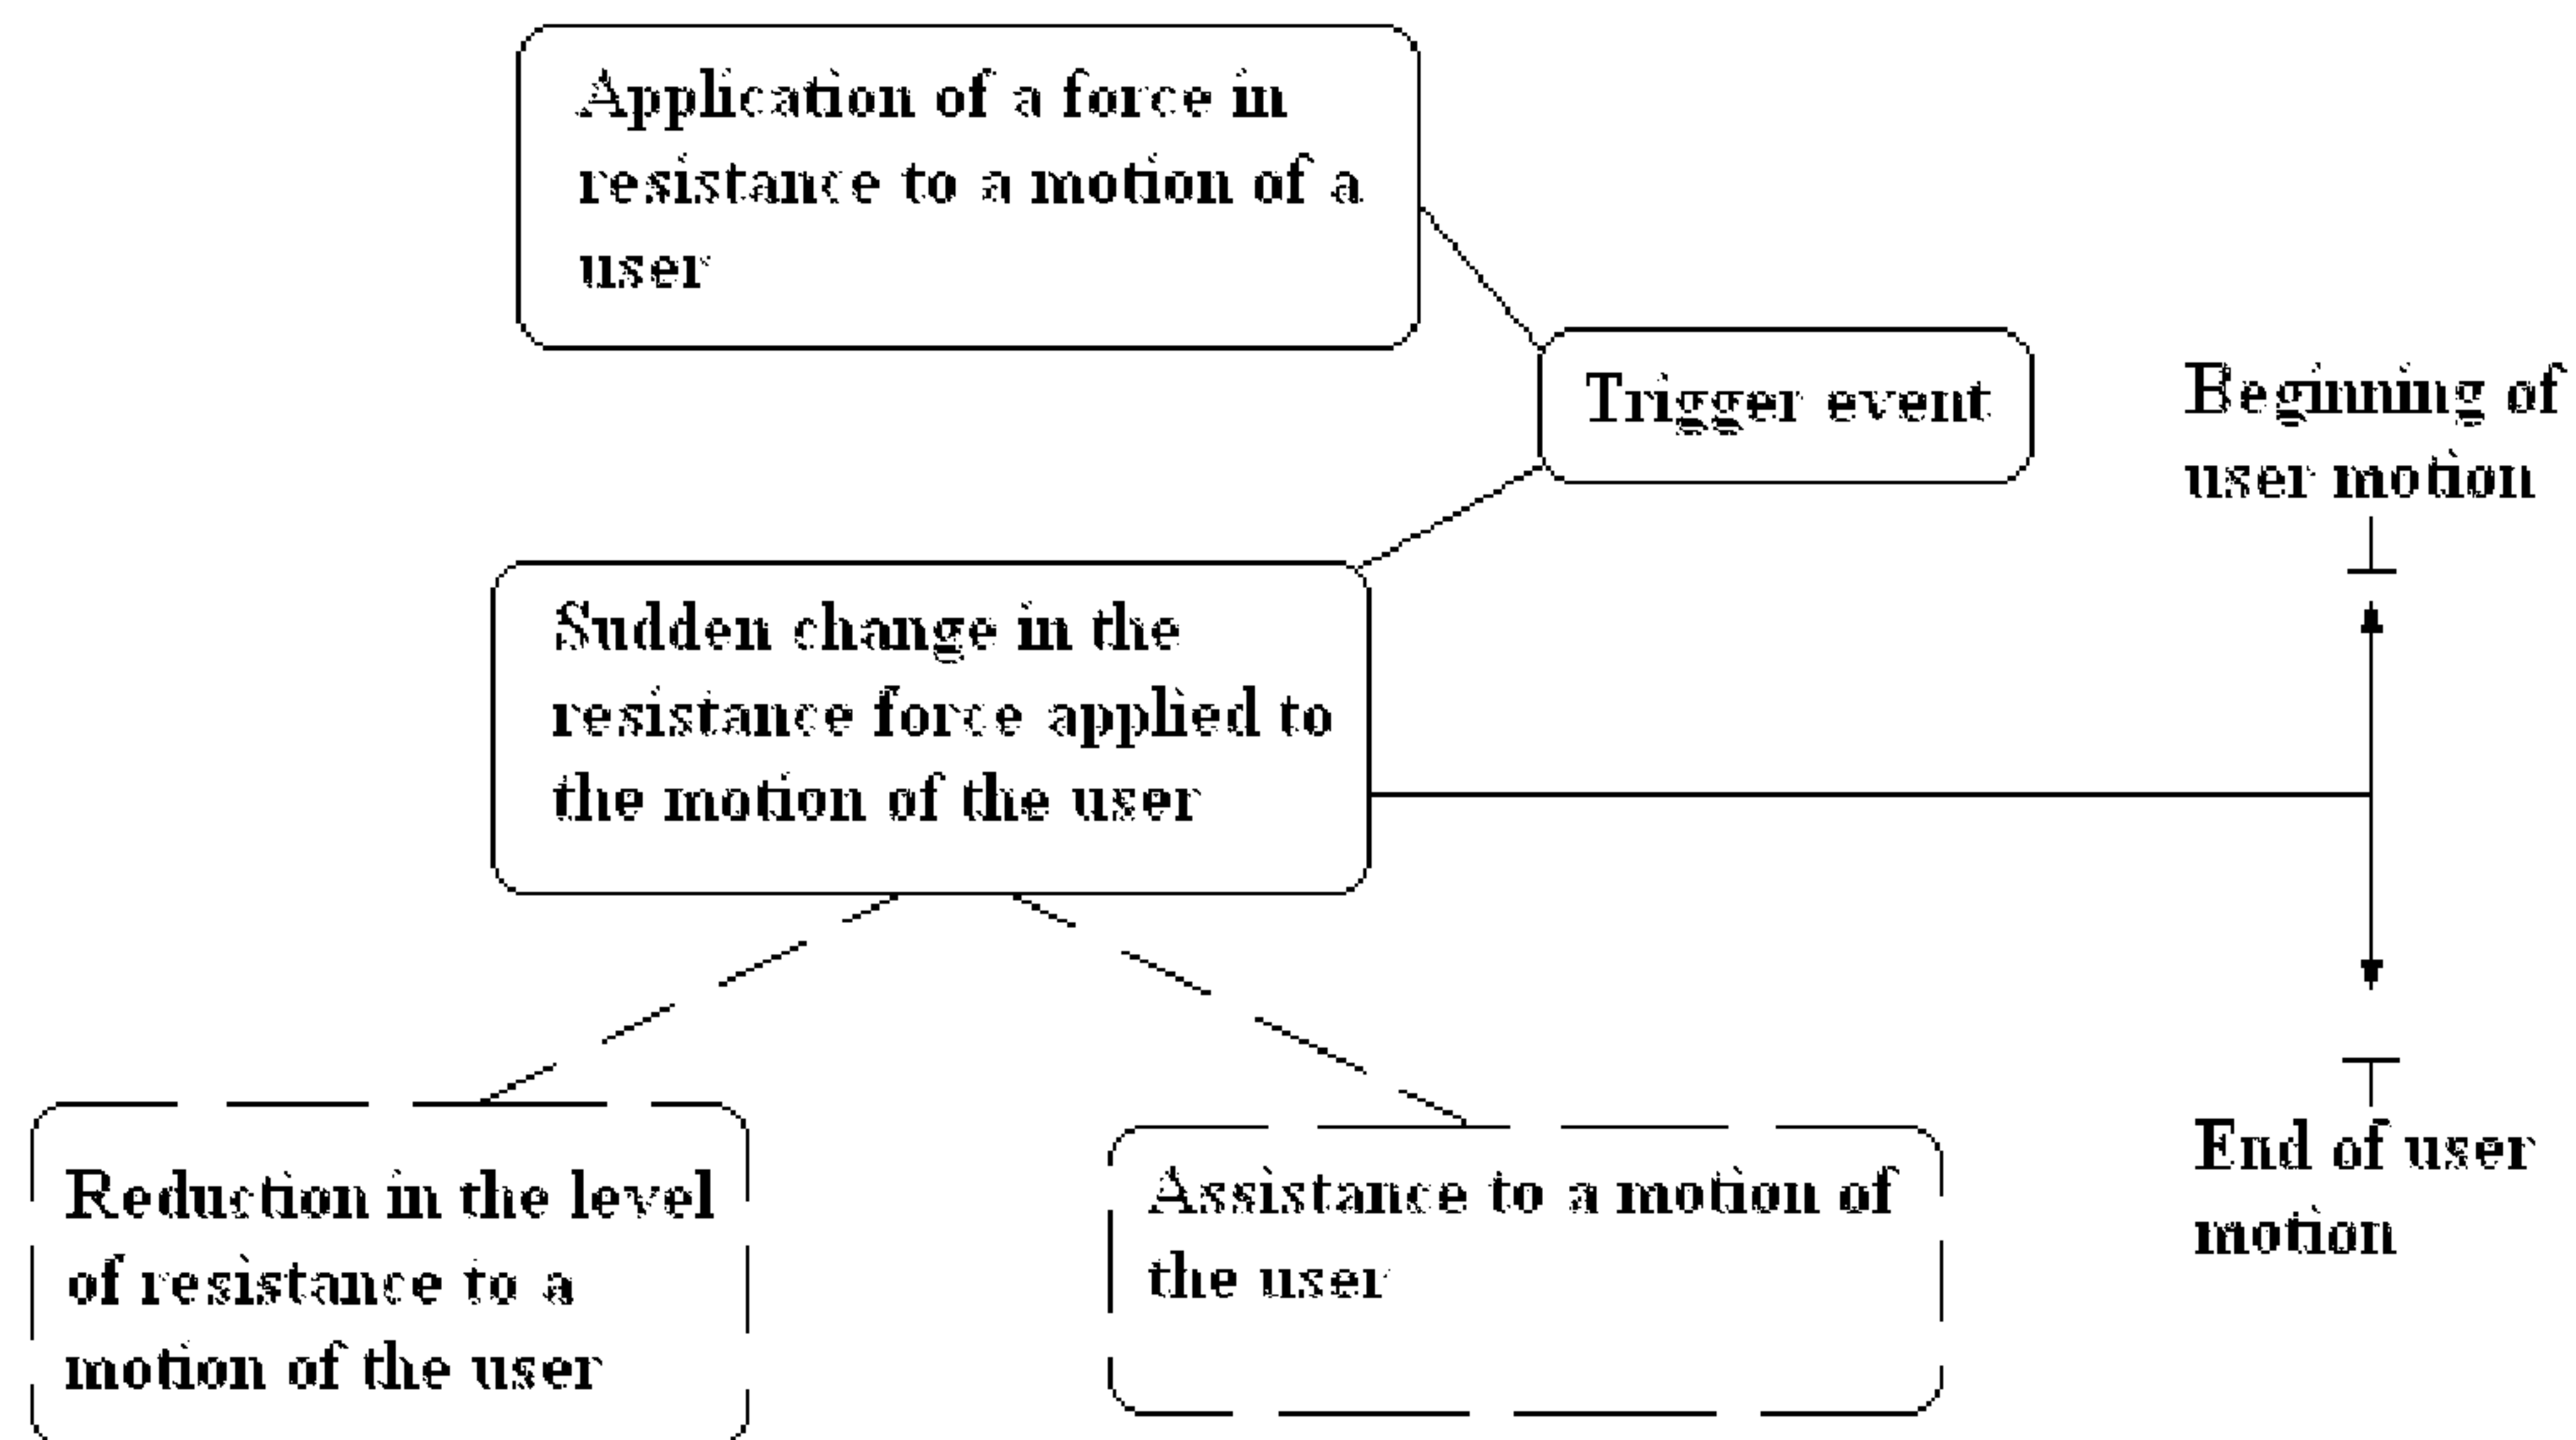 Application of a force in
resistance to a motion of a
user
Trigger event
Beginning of
user motion
Sudden change in the
resistance force applied to
the motion of the user
Reduction in the level
of resistance to a
motion of the user
Assistance to a motion of
the user
End of user
motion